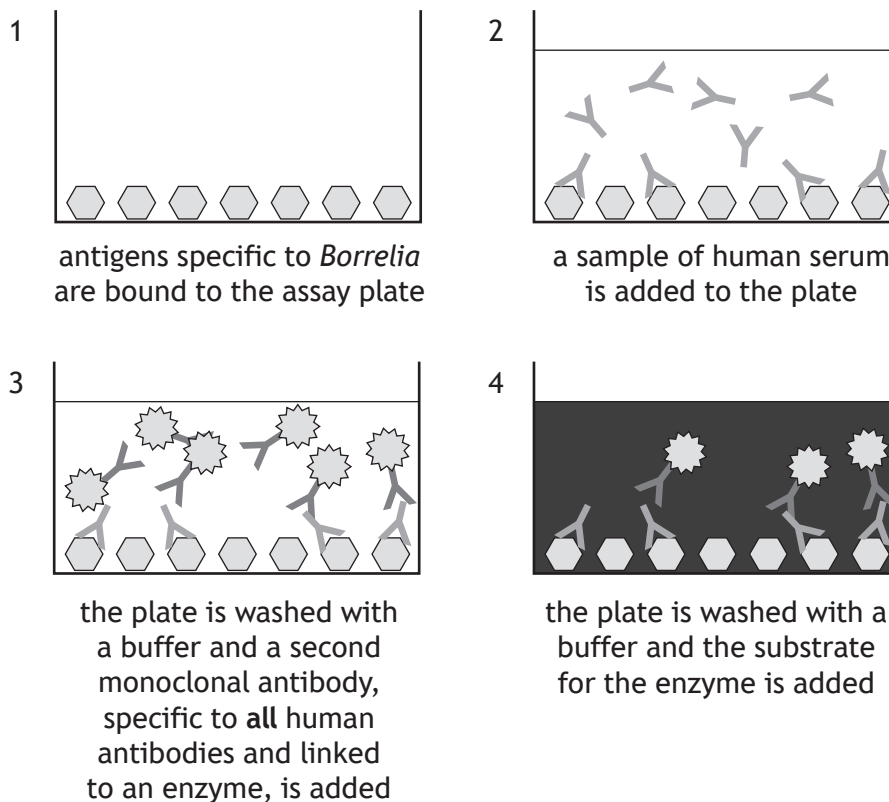 1
antigens specific to Borrelia
are bound to the assay plate
2
a sample of human serum
is added to the plate
3
the plate is washed with
a buffer and a second
monoclonal antibody,
specific to all human
antibodies and linked
to an enzyme, is added
4
the plate is washed with a
buffer and the substrate
for the enzyme is added